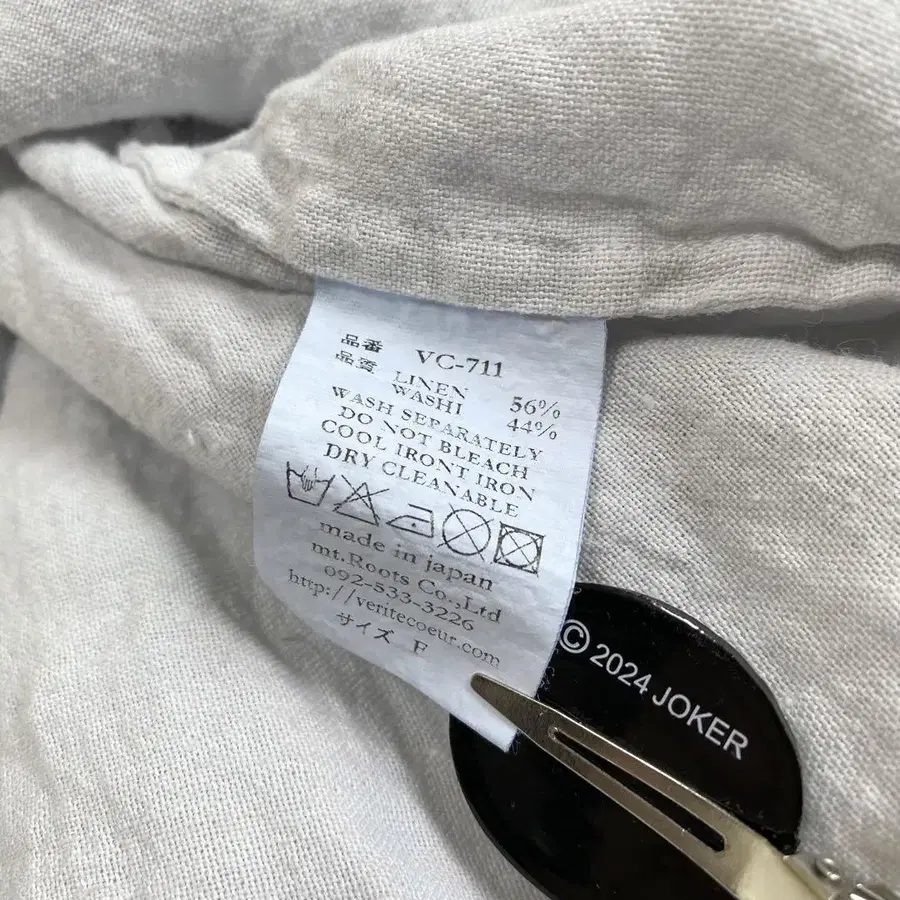 品番 VC-711
品質 LINEN 56%
WASHI 44%
WASH SEPARATELY
DO NOT BLEACH
COOL IRONT IRON
DRY CLEANABLE
made in japan
mt.Roots Co.,Ltd
092-533-3226
http://veritecoeur.com
サイズ F
© 2024 JOKER